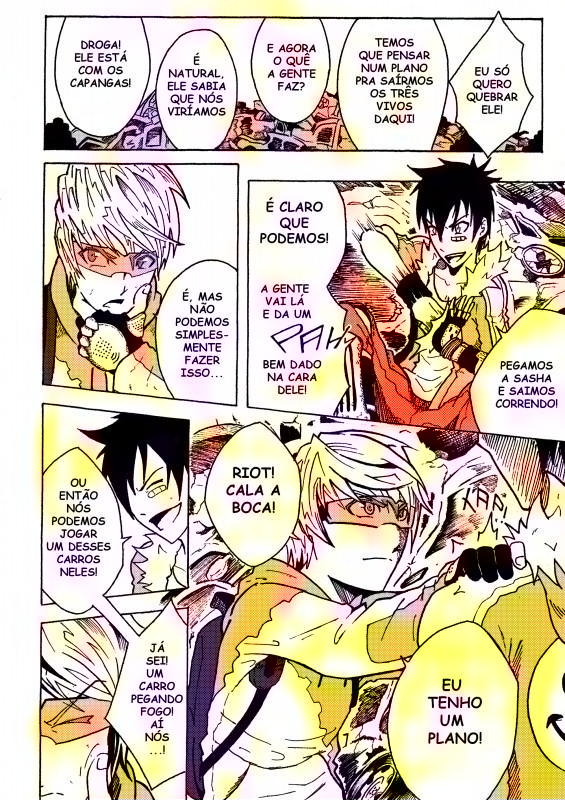 DROGA!
ELE ESTÁ
COM OS
CAPANGAS!
É
NATURAL,
ELE SABIA
QUE NÓS
VIRÍAMOS
E AGORA
O QUÊ
A GENTE
FAZ?
TEMOS
QUE PENSAR
NUM PLANO
PRA SAÍRMOS
OS TRÊS
VIVOS
DAQUI!
EU SÓ
QUERO
QUEBRAR
ELE!
É, MAS
NÃO
PODEMOS
SIMPLES-
MENTE
FAZER
ISSO...
É CLARO
QUE
PODEMOS!
A GENTE
VAI LÁ
E DA UM
PAH
BEM DADO
NA CARA
DELE!
PEGAMOS
A SASHA
E SAIMOS
CORRENDO!
OU
ENTÃO
NÓS
PODEMOS
JOGAR
UM DESSES
CARROS
NELES!
JÁ
SEI!
UM
CARRO
PEGANDO
FOGO!
AÍ
NÓS
...!
RIOT!
CALA A
BOCA!
EU
TENHO
UM
PLANO!